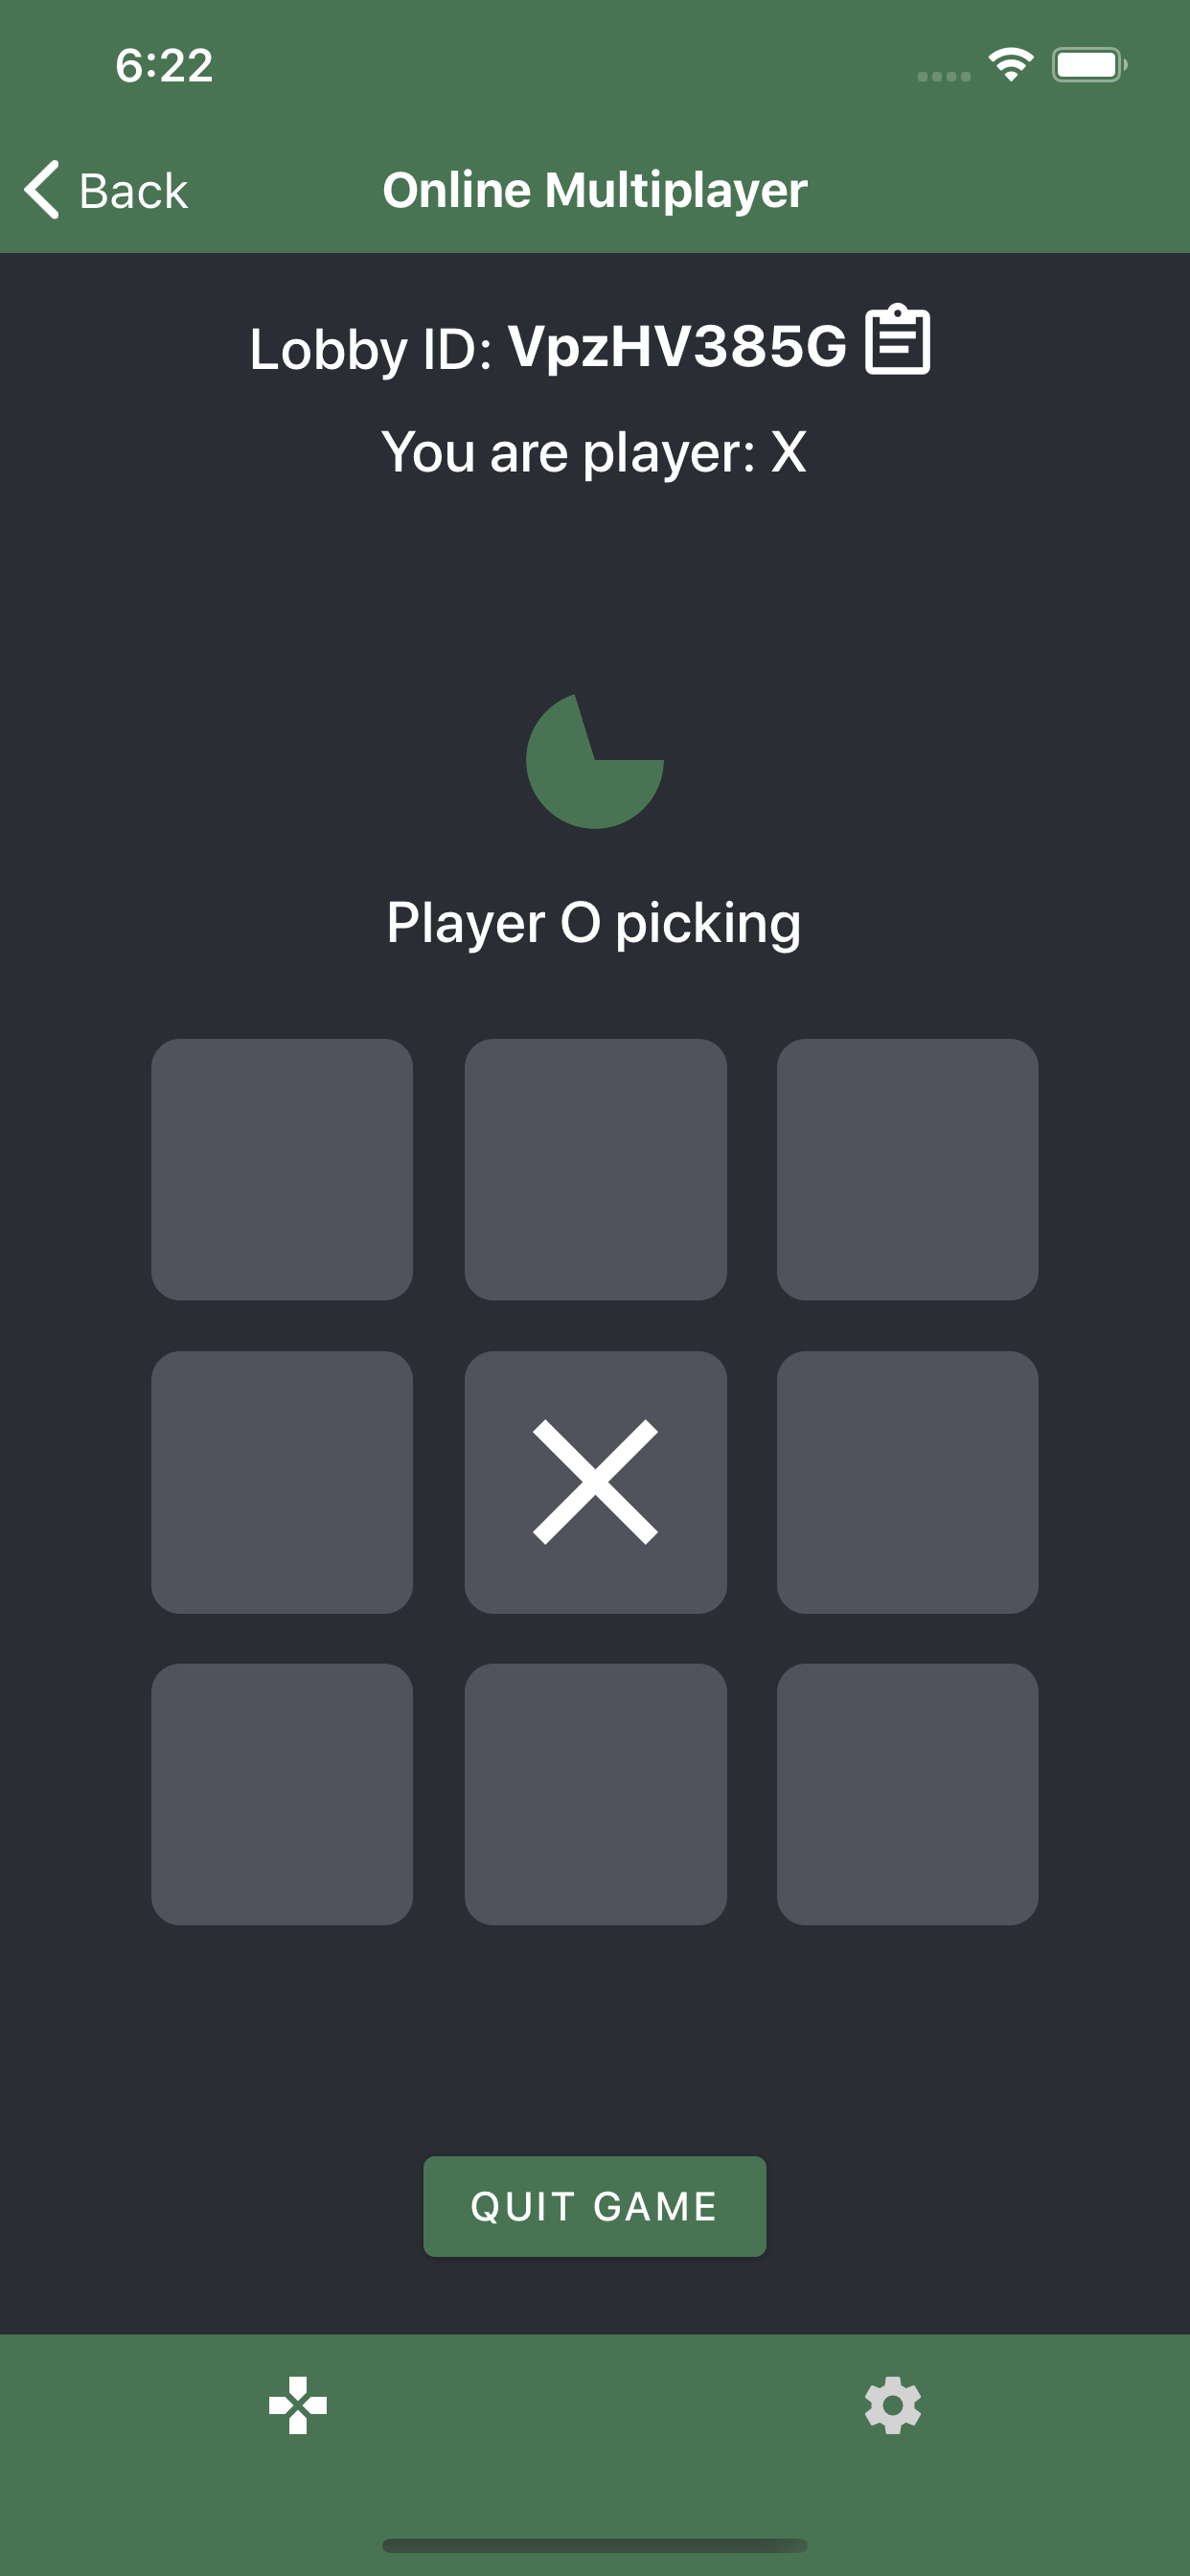 6:22
Back
Online Multiplayer
Lobby ID: VpzHV385G
You are player: X
Player O picking
QUIT GAME